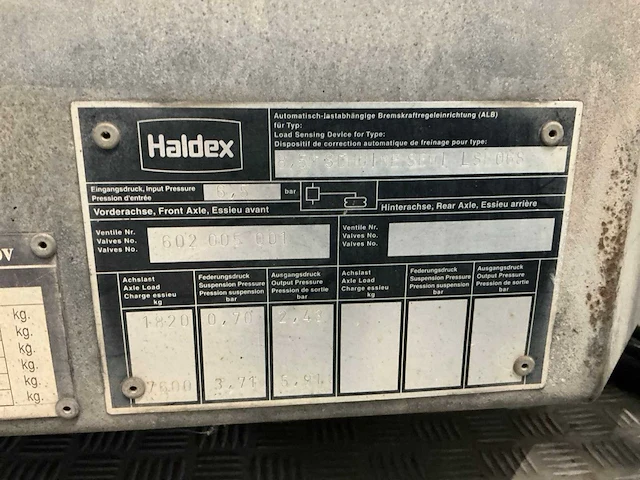 Haldex
Automatisch-lastabhängige Bremskraftregeleinrichtung (ALB)
für Typ:
Load Sensing Device for Type:
Dispositif de correction automatique de freinage pour type:
Eingangsdruck, Input Pressure
Pression d'entrée
bar
Vorderachse, Front Axle, Essieu avant
Hinterachse, Rear Axle, Essieu arrière
Ventile Nr.
Valves No.
Valves No.
602 005 001
Ventile Nr.
Valves No.
Valves No.
Achslast
Axle Load
Charge essieu
kg
Federungsdruck
Suspension Pressure
Pression suspension
bar
Ausgangsdruck
Output Pressure
Pression de sortie
bar
Achslast
Axle Load
Charge essieu
kg
Federungsdruck
Suspension Pressure
Pression suspension
bar
Ausgangsdruck
Output Pressure
Pression de sortie
bar
1820
7600 3,71
kg.
kg.
kg.
kg.
kg.
kg.